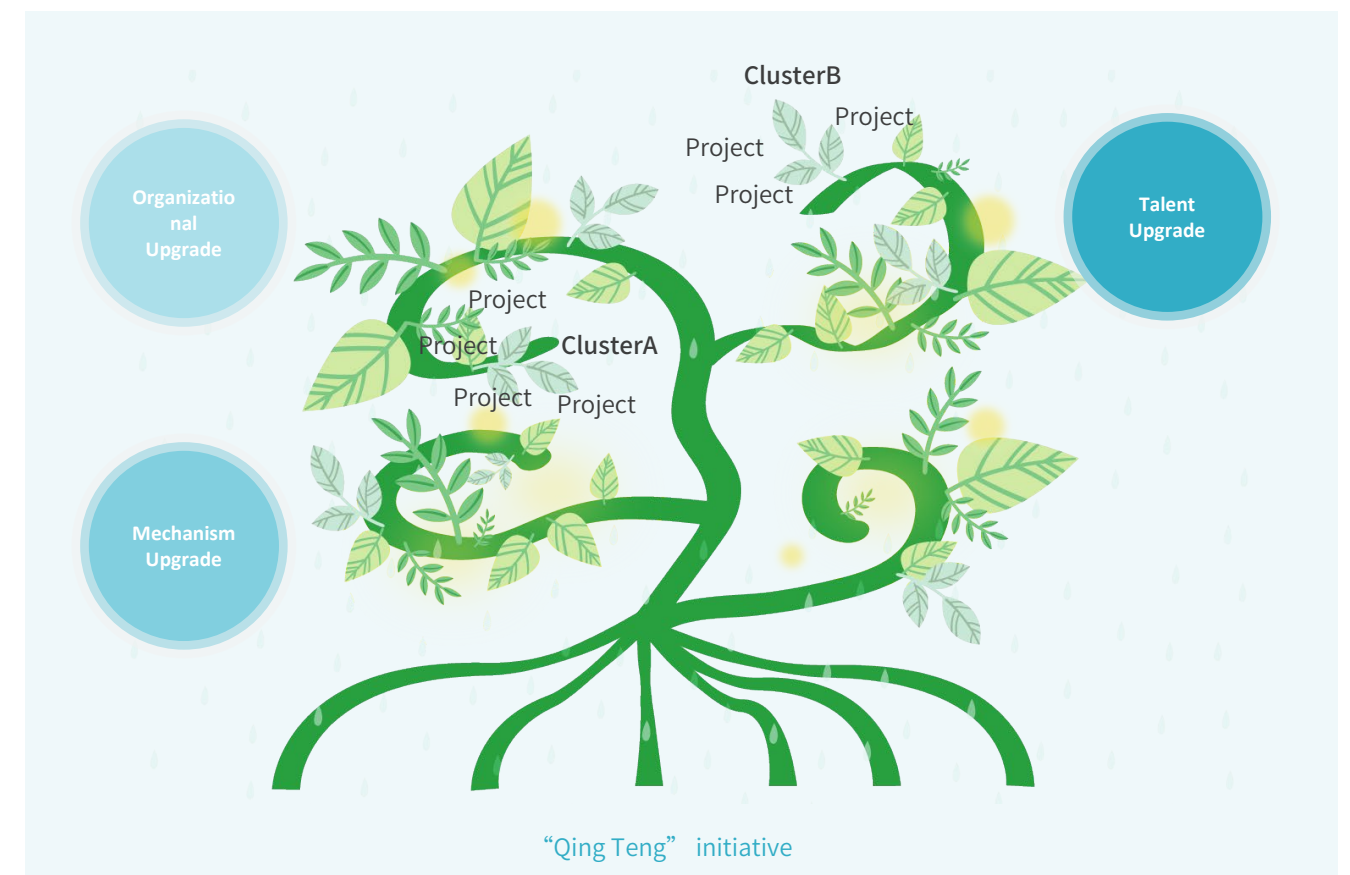 ClusterB
Project
Project
Project
Organizatio
nal
Upgrade
Talent
Upgrade
Project
Project
ClusterA
Project
Project
Mechanism
Upgrade
“Qing Teng” initiative